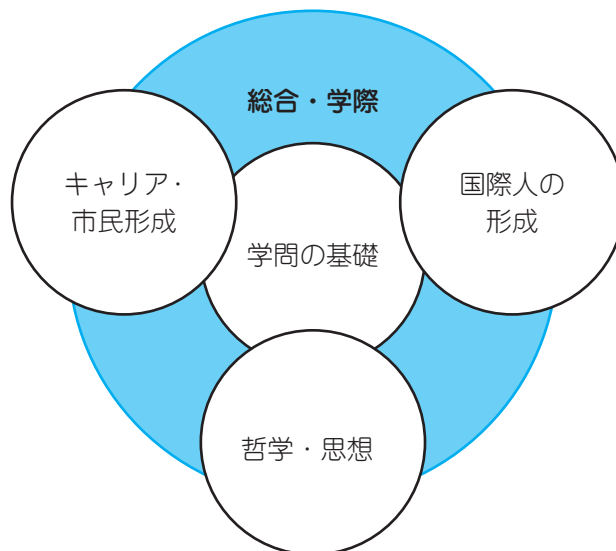 総合・学際
キャリア・
市民形成
国際人の
形成
学問の基礎
哲学・思想